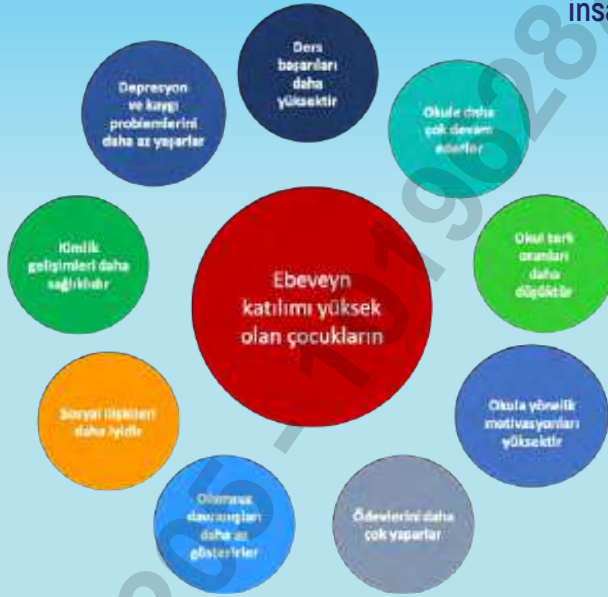 Ders
başarıları
daha
yüksektir
Okula daha
çok devam
ederler
Okul terk
oranları
daha
düşüktür
Okula yönelik
motivasyonları
yüksektir
Ödevlerini daha
çok yaparlar
Olumsuz
davranışları
daha az
gösterirler
Sosyal ilişkileri
daha iyidir
Kimlik
gelişimleri daha
sağlıklıdır
Depresyon
ve kaygı
problemlerini
daha az yaşarlar
Ebeveyn
katılımı yüksek
olan çocukların